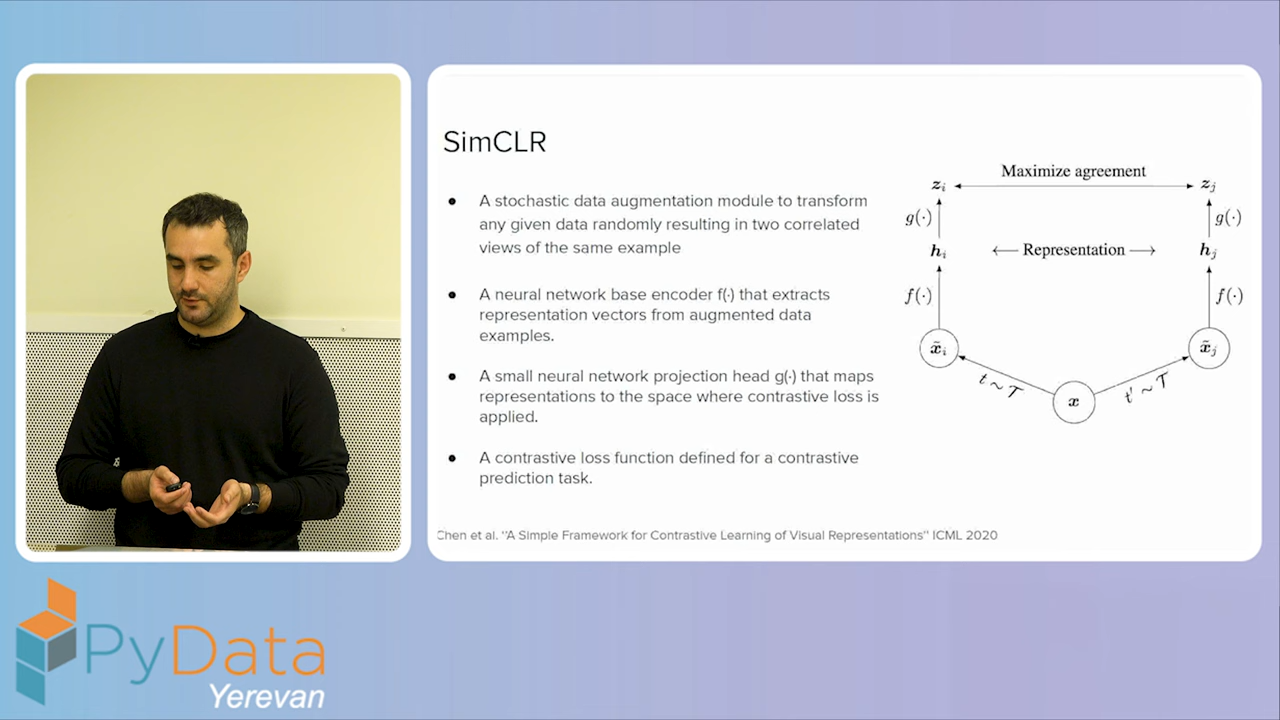 SimCLR
● A stochastic data augmentation module to transform
any given data randomly resulting in two correlated
views of the same example
● A neural network base encoder f(·) that extracts
representation vectors from augmented data
examples.
● A small neural network projection head g(·) that maps
representations to the space where contrastive loss is
applied.
● A contrastive loss function defined for a contrastive
prediction task.
Maximize agreement
z_i
z_j
g(·)
g(·)
h_i
← Representation →
h_j
f(·)
f(·)
x̃_i
x̃_j
t ~ T
t' ~ T
x
Chen et al. "A Simple Framework for Contrastive Learning of Visual Representations" ICML 2020
PyData
Yerevan